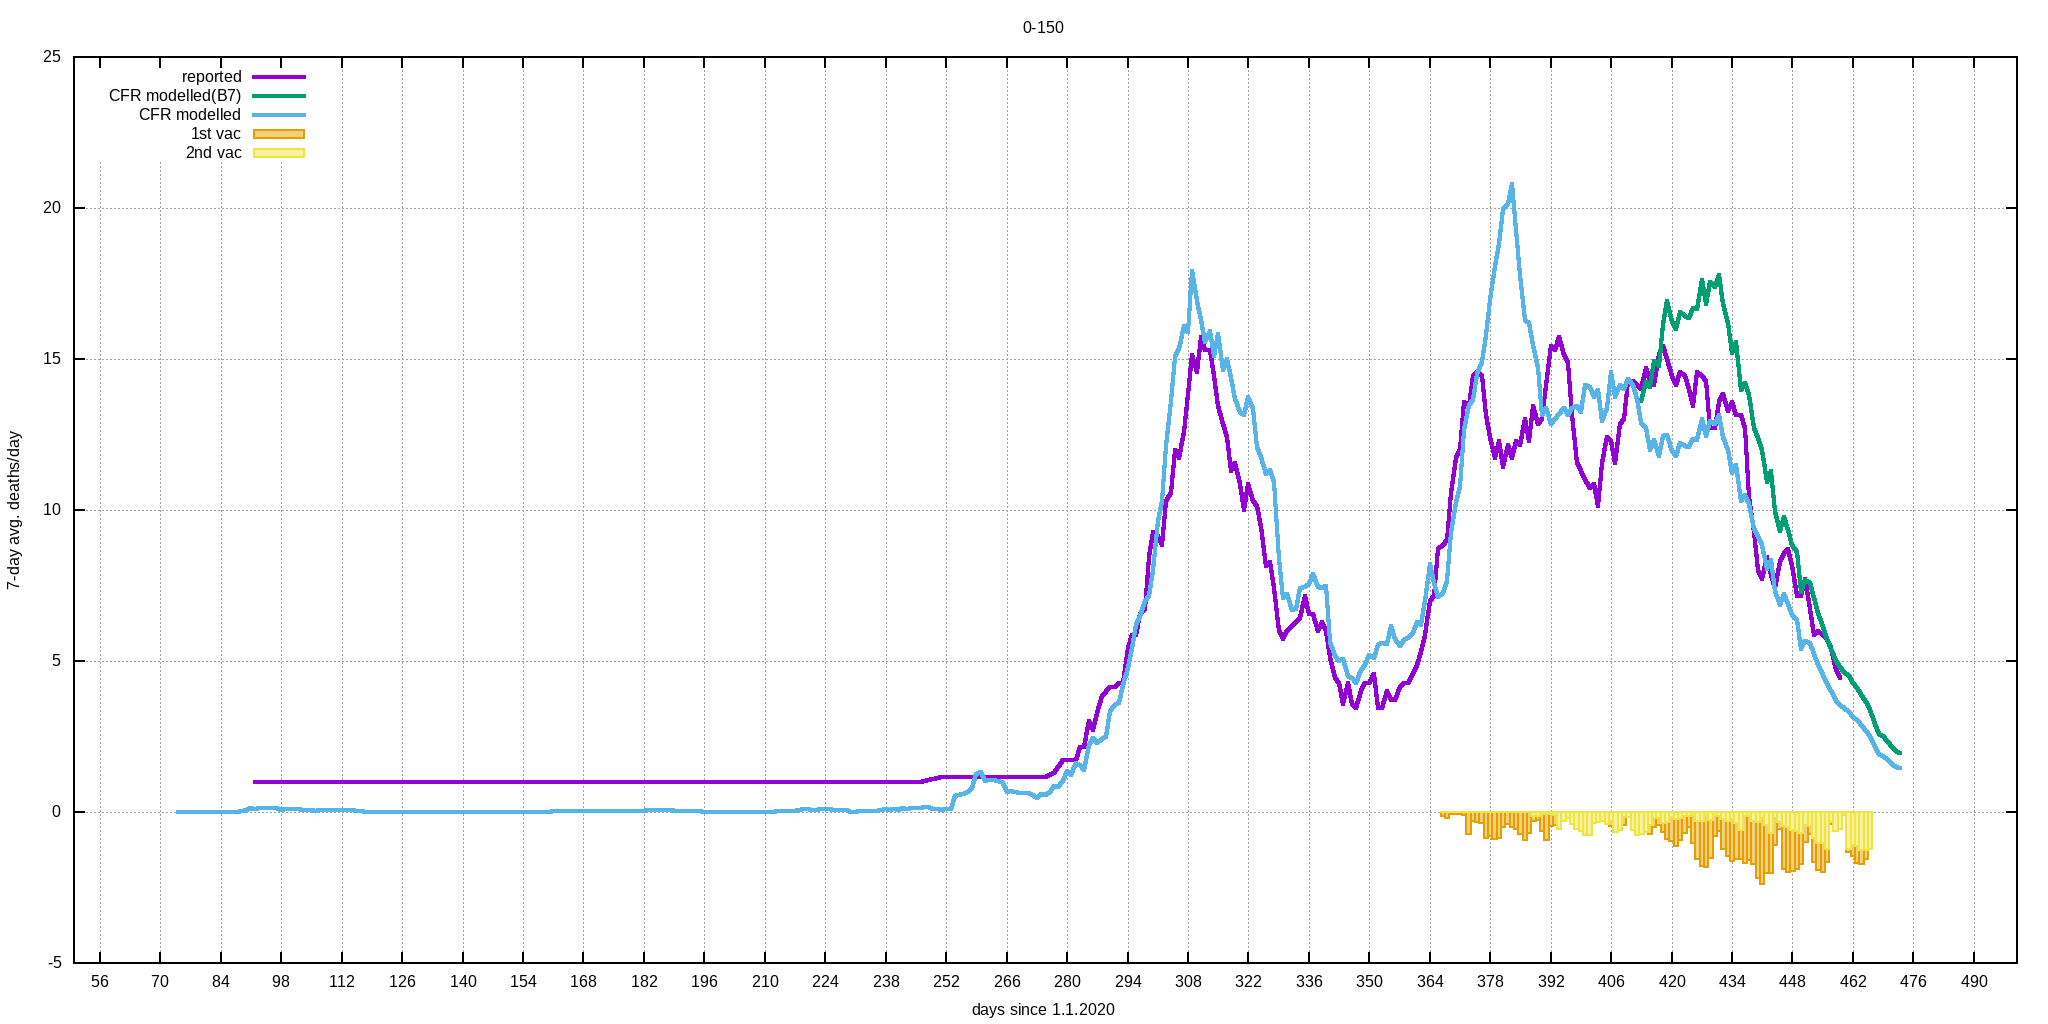 0-150
25
20
15
10
5
0
-5
reported
CFR modelled(B7)
CFR modelled
1st vac
2nd vac
7-day avg. deaths/day
56 70 84 98 112 126 140 154 168 182 196 210 224 238 252 266 280 294 308 322 336 350 364 378 392 406 420 434 448 462 476 490
days since 1.1.2020